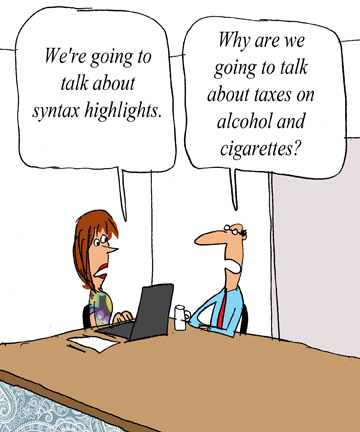 We're going to
talk about
syntax highlights.
Why are we
going to talk
about taxes on
alcohol and
cigarettes?